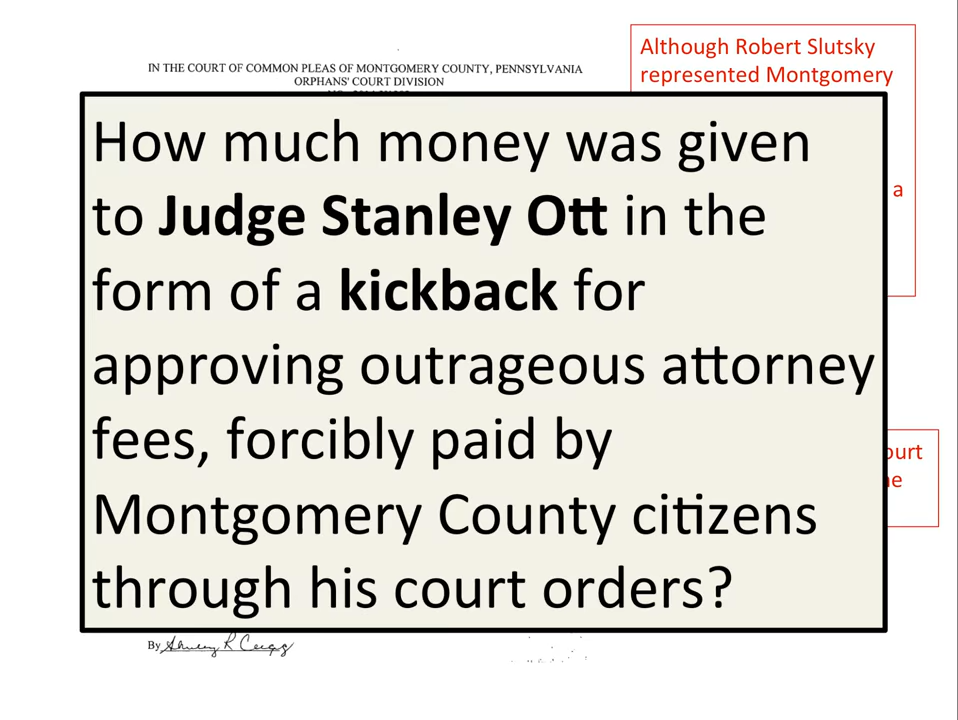 IN THE COURT OF COMMON PLEAS OF MONTGOMERY COUNTY, PENNSYLVANIA
ORPHANS' COURT DIVISION
Although Robert Slutsky
represented Montgomery
a
How much money was given
to Judge Stanley Ott in the
form of a kickback for
approving outrageous attorney
fees, forcibly paid by
Montgomery County citizens
through his court orders?
By